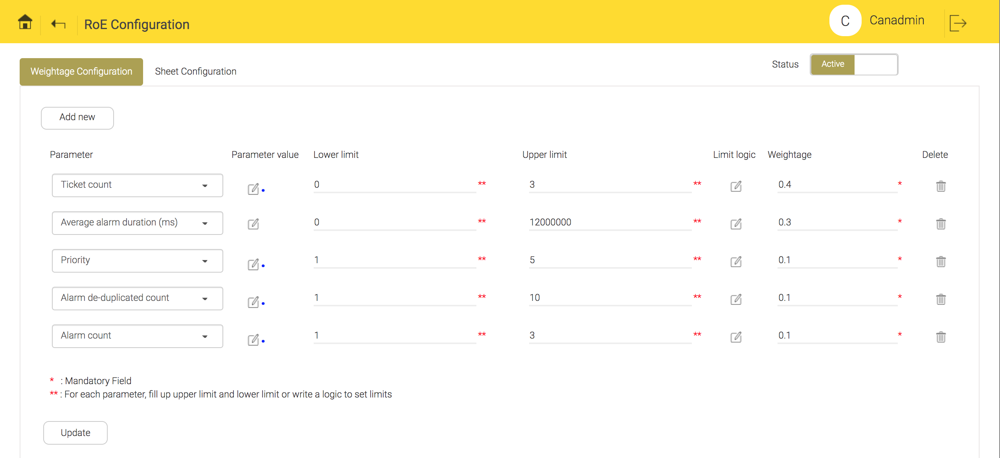 RoE Configuration
C Canadmin
Weightage Configuration Sheet Configuration Status Active
Add new
Parameter Parameter value Lower limit Upper limit Limit logic Weightage Delete
Ticket count 0 ** 3 ** 0.4 *
Average alarm duration (ms) 0 ** 12000000 ** 0.3 *
Priority 1 ** 5 ** 0.1 *
Alarm de-duplicated count 1 ** 10 ** 0.1 *
Alarm count 1 ** 3 ** 0.1 *
* : Mandatory Field
** : For each parameter, fill up upper limit and lower limit or write a logic to set limits
Update